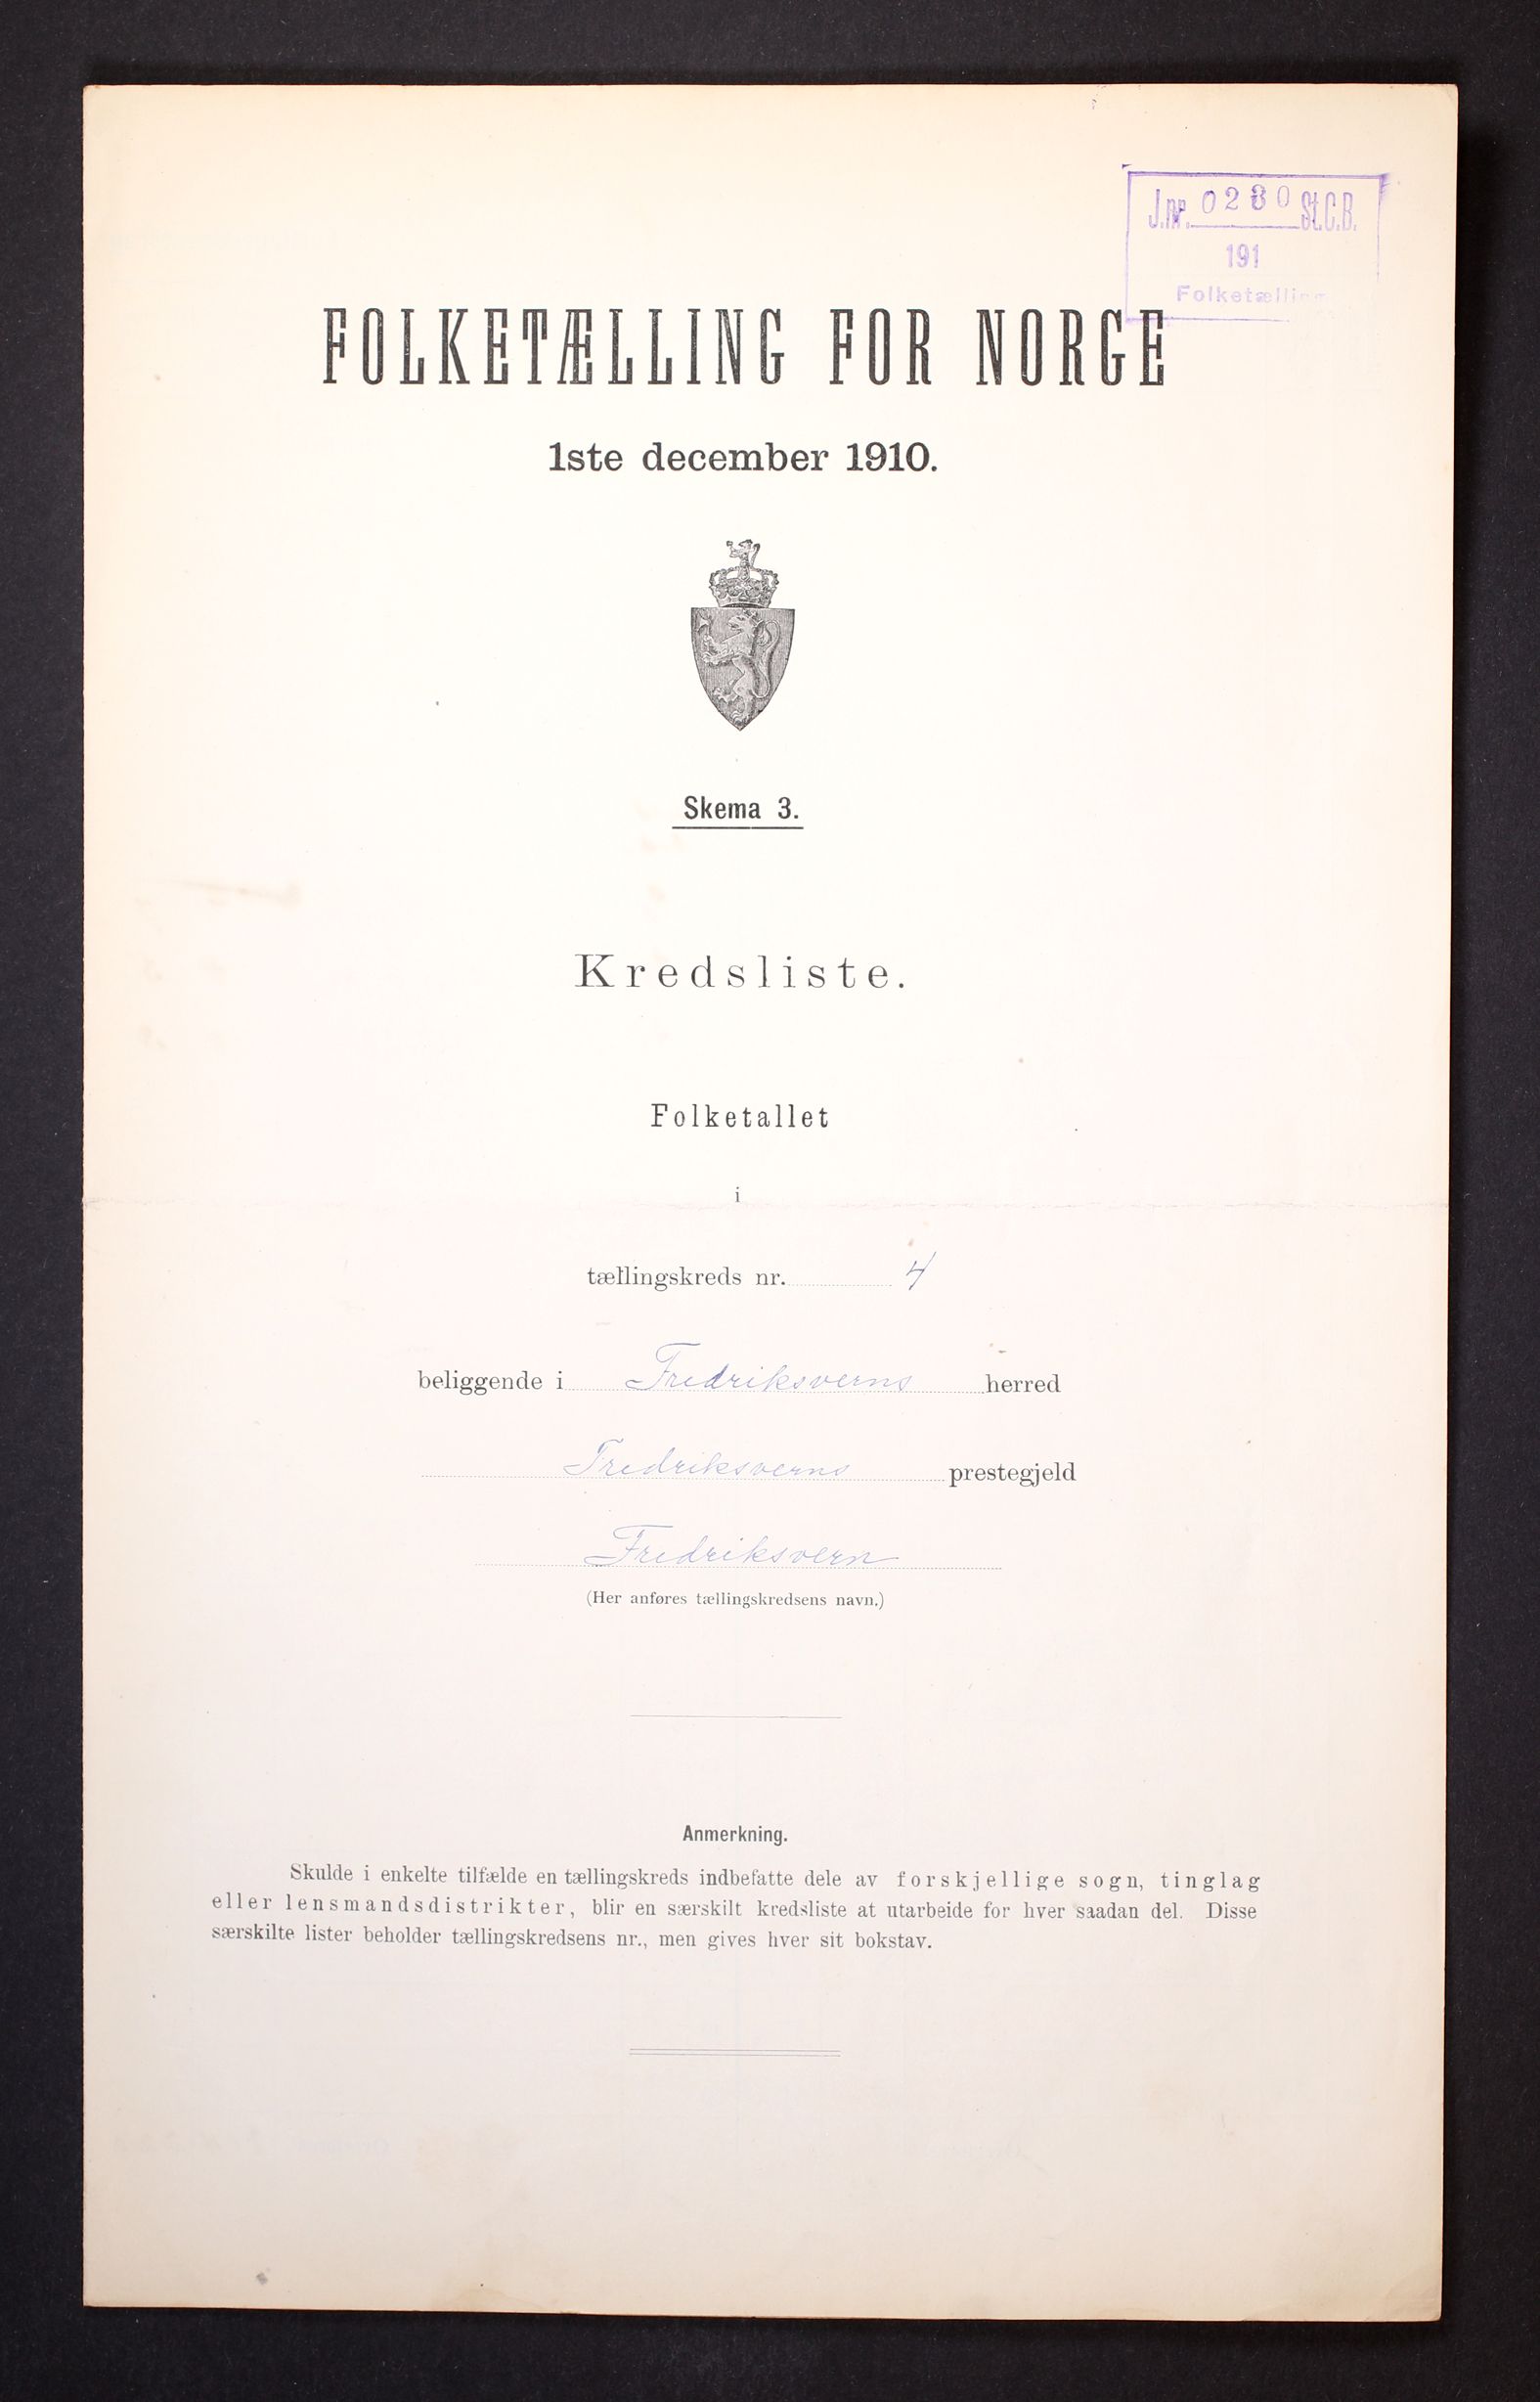 J.nr. 0280 St.C.B.
191
Folketælling
FOLKETÆLLING FOR NORGE
1ste december 1910.
Skema 3.
Kredsliste.
Folketallet
i
tællingskreds nr. 4
beliggende i Fredriksverns herred
Fredriksverns prestegjeld
Fredriksvern
(Her anføres tællingskredsens navn.)
Anmerkning.
Skulde i enkelte tilfælde en tællingskreds indbefatte dele av forskjellige sogn, tinglag
eller lensmandsdistrikter, blir en særskilt kredsliste at utarbeide for hver saadan del. Disse
særskilte lister beholder tællingskredsens nr., men gives hver sit bokstav.